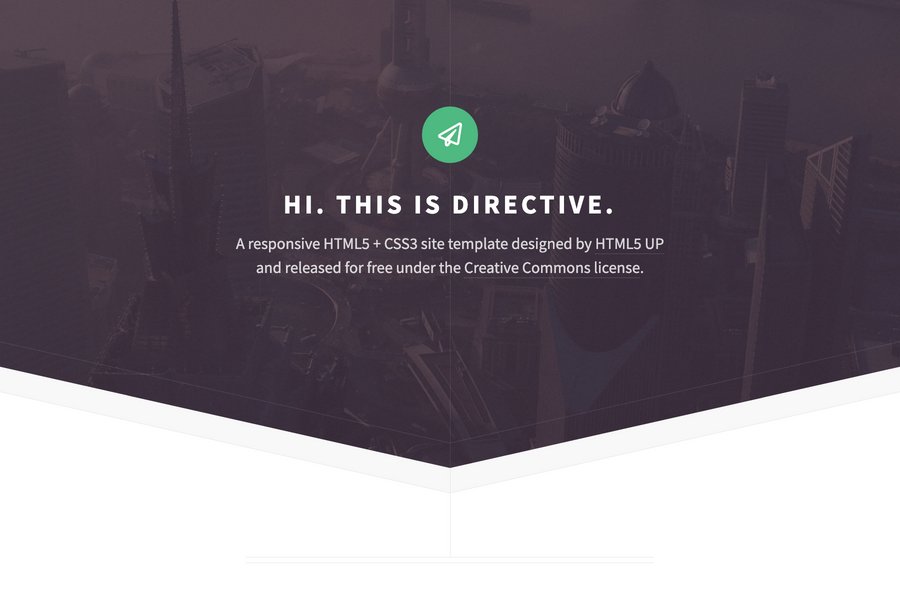 HI. THIS IS DIRECTIVE.
A responsive HTML5 + CSS3 site template designed by HTML5 UP
and released for free under the Creative Commons license.